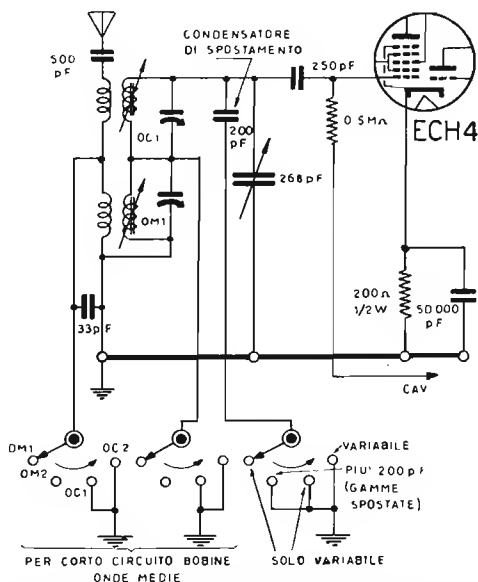 CONDENSATORE
DI SPOSTAMENTO
500
pF
250pF
OC1
200
pF
0.5MΩ
ECH4
268pF
OM1
200Ω
1/2W
50000
pF
33pF
CAV
OM1
OM2
OC1
OC2
VARIABILE
PIU' 200pF
(GAMME
SPOSTATE)
PER CORTO CIRCUITO BOBINE
ONDE MEDIE
SOLO VARIABILE